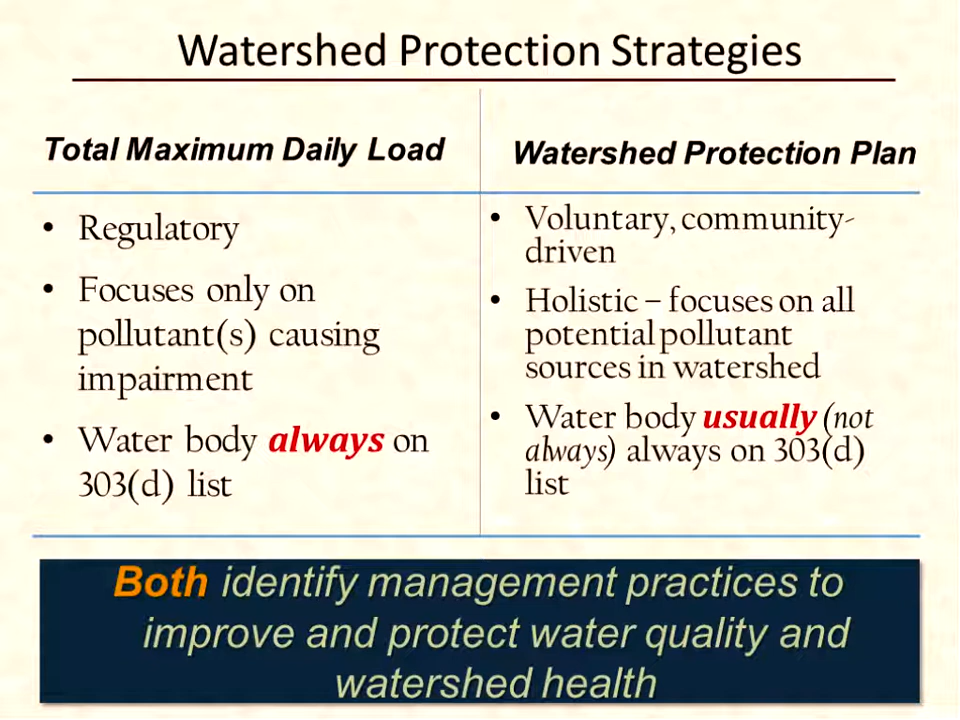 Watershed Protection Strategies
Total Maximum Daily Load
• Regulatory
• Focuses only on
pollutant(s) causing
impairment
• Water body always on
303(d) list
Watershed Protection Plan
• Voluntary, community-
driven
• Holistic – focuses on all
potential pollutant
sources in watershed
• Water body usually (not
always) always on 303(d)
list
Both identify management practices to
improve and protect water quality and
watershed health